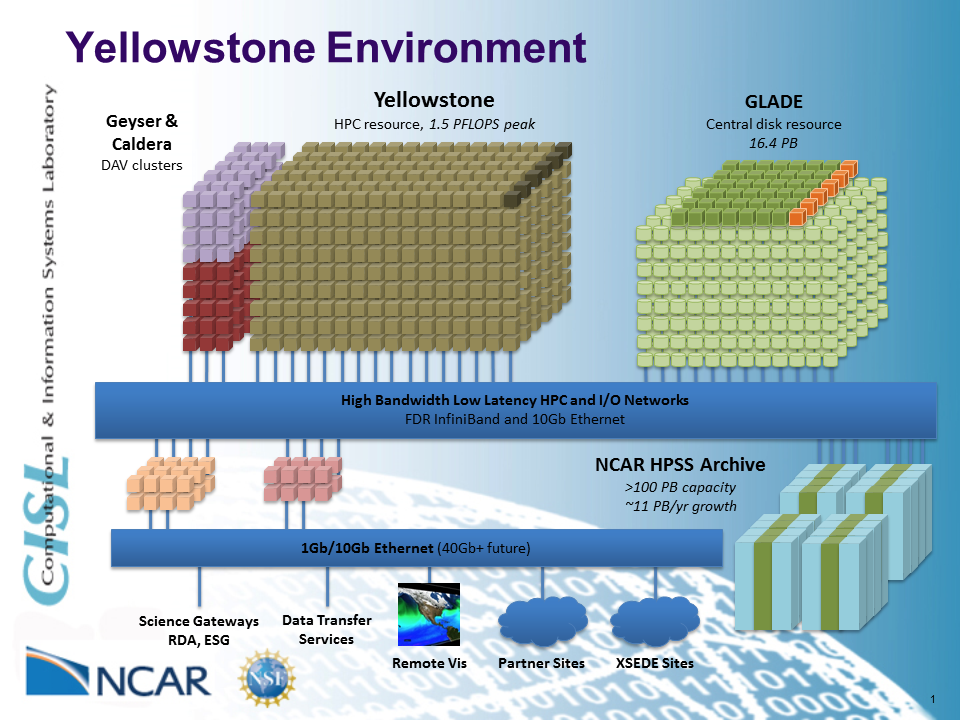 Yellowstone Environment
Computational & Information Systems Laboratory
CISL
Geyser &
Caldera
DAV clusters
Yellowstone
HPC resource, 1.5 PFLOPS peak
GLADE
Central disk resource
16.4 PB
High Bandwidth Low Latency HPC and I/O Networks
FDR InfiniBand and 10Gb Ethernet
NCAR HPSS Archive
>100 PB capacity
~11 PB/yr growth
1Gb/10Gb Ethernet (40Gb+ future)
Science Gateways
RDA, ESG
Data Transfer
Services
Remote Vis
Partner Sites
XSEDE Sites
NCAR
NSF
1